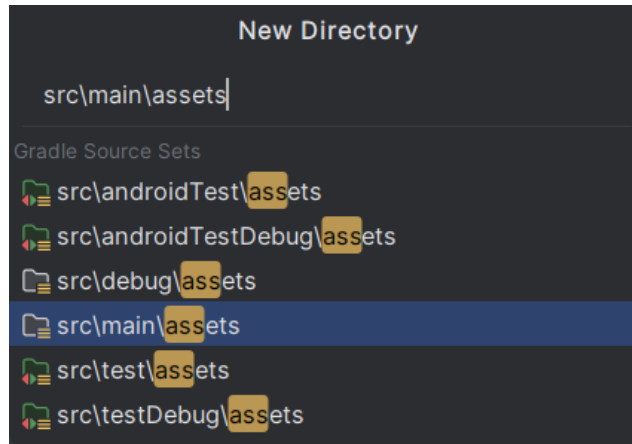 New Directory
src\main\assets
Gradle Source Sets
src\androidTest\assets
src\androidTestDebug\assets
src\debug\assets
src\main\assets
src\test\assets
src\testDebug\assets